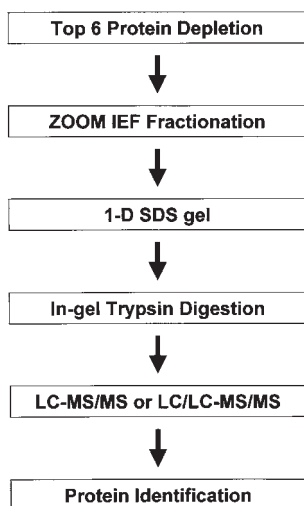 Top 6 Protein Depletion
ZOOM IEF Fractionation
1-D SDS gel
In-gel Trypsin Digestion
LC-MS/MS or LC/LC-MS/MS
Protein Identification